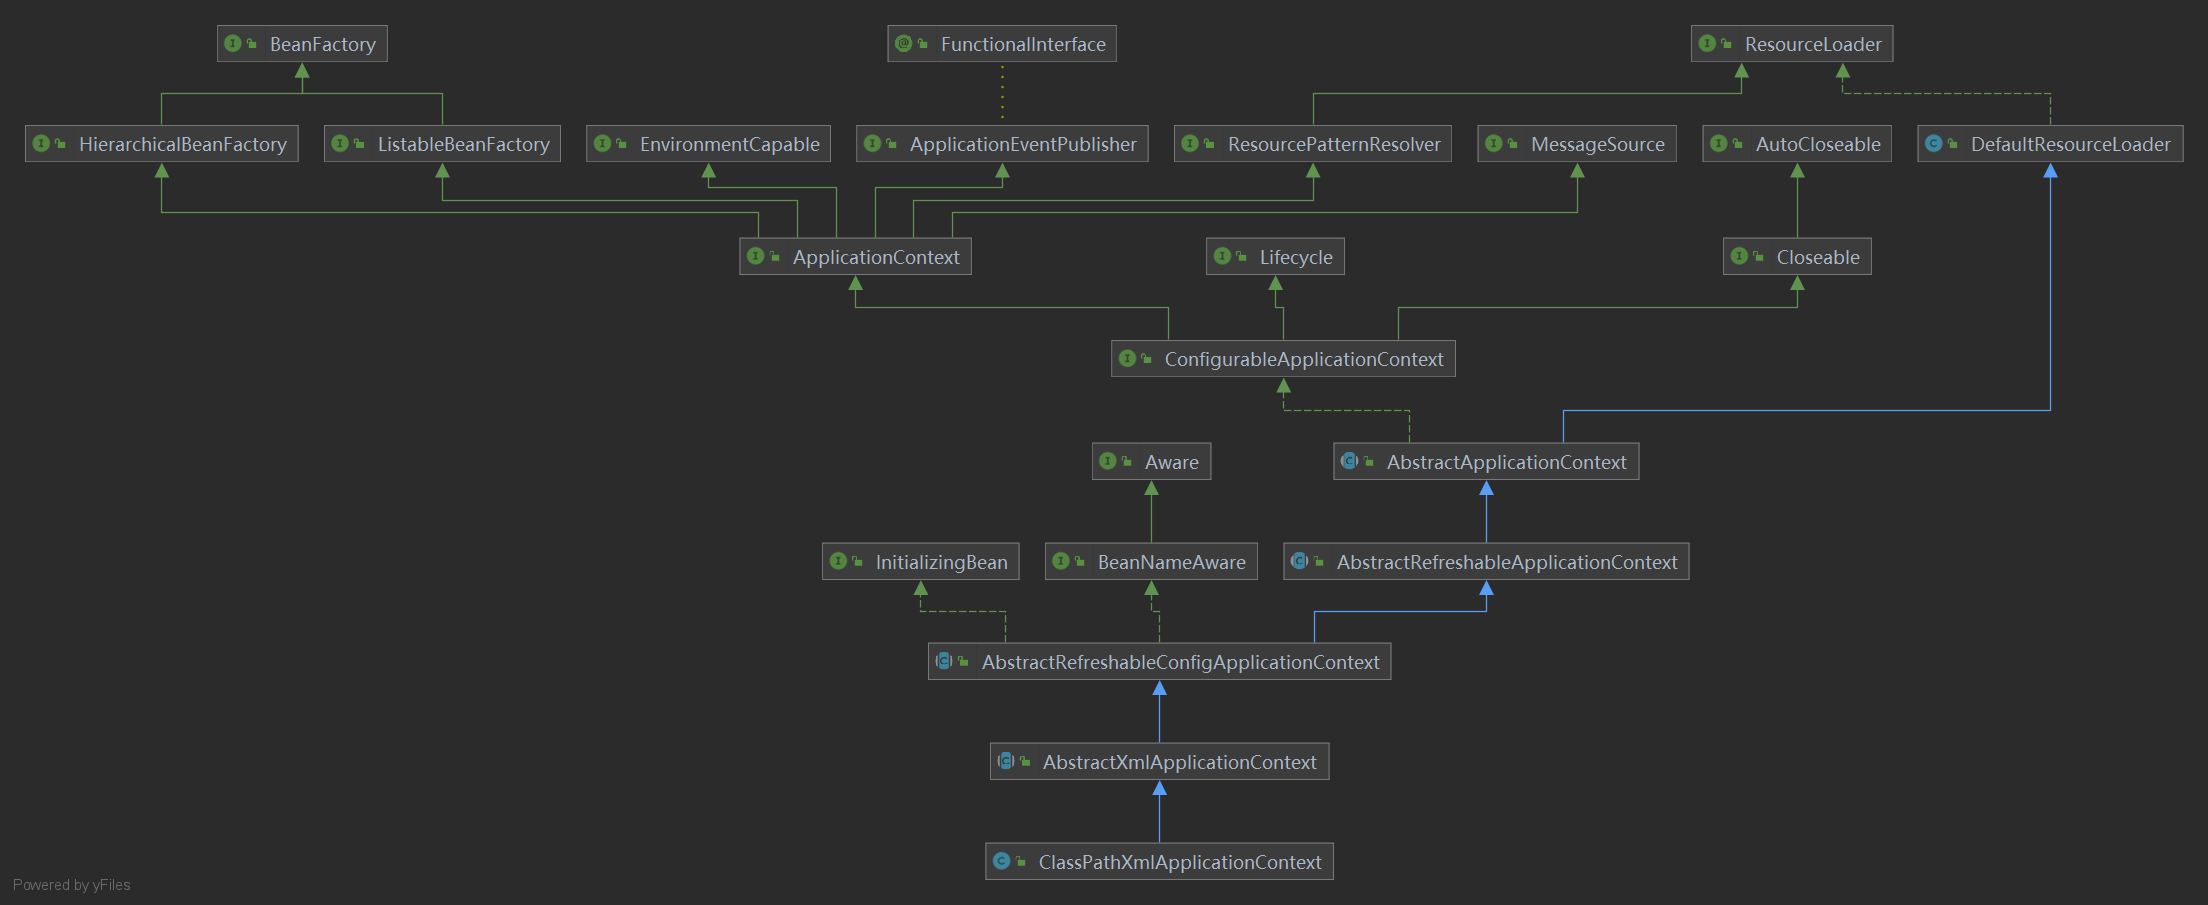 BeanFactory
FunctionalInterface
ResourceLoader
HierarchicalBeanFactory
ListableBeanFactory
EnvironmentCapable
ApplicationEventPublisher
ResourcePatternResolver
MessageSource
AutoCloseable
DefaultResourceLoader
ApplicationContext
Lifecycle
Closeable
ConfigurableApplicationContext
Aware
AbstractApplicationContext
InitializingBean
BeanNameAware
AbstractRefreshableApplicationContext
AbstractRefreshableConfigApplicationContext
AbstractXmlApplicationContext
ClassPathXmlApplicationContext
Powered by yFiles